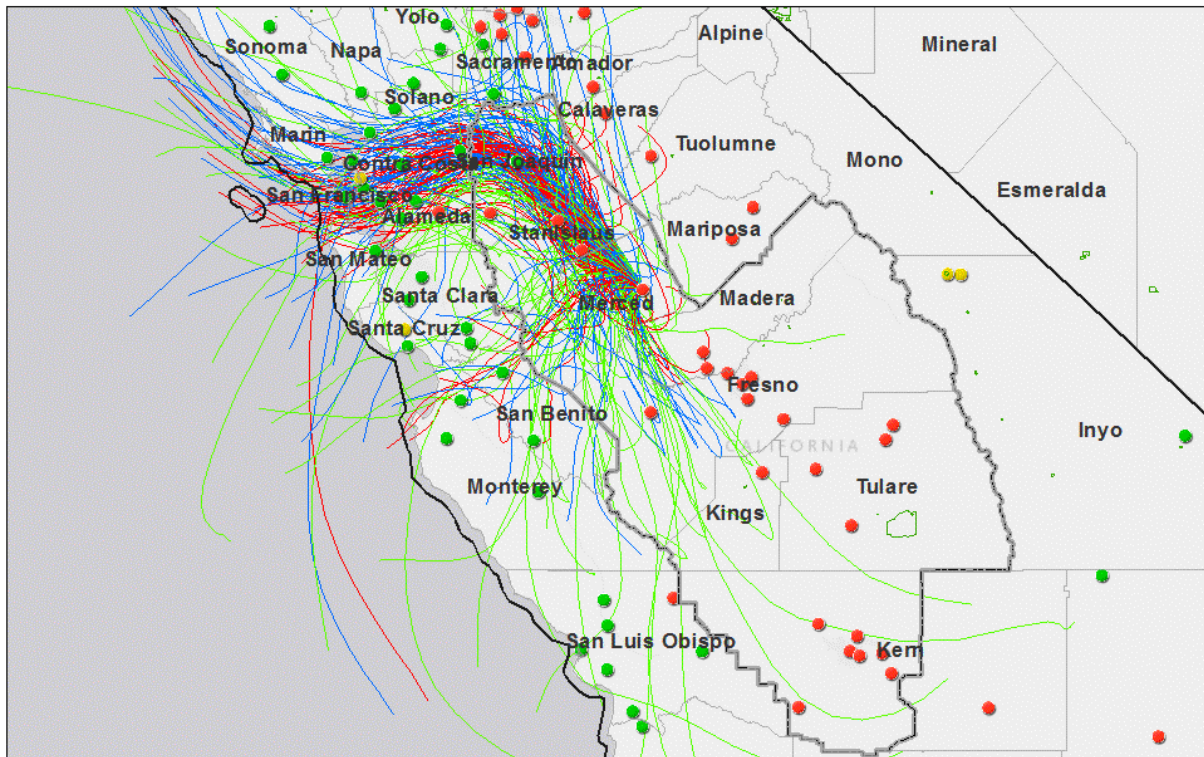 Yolo
Sonoma
Napa
Alpine
Mineral
Sacramento
Amador
Solano
Calaveras
Marin
Tuolumne
Contra Costa
San Joaquin
Mono
Esmeralda
San Francisco
Alameda
Stanislaus
Mariposa
San Mateo
Santa Clara
Merced
Madera
Santa Cruz
Fresno
San Benito
CALIFORNIA
Inyo
Monterey
Tulare
Kings
San Luis Obispo
Kern